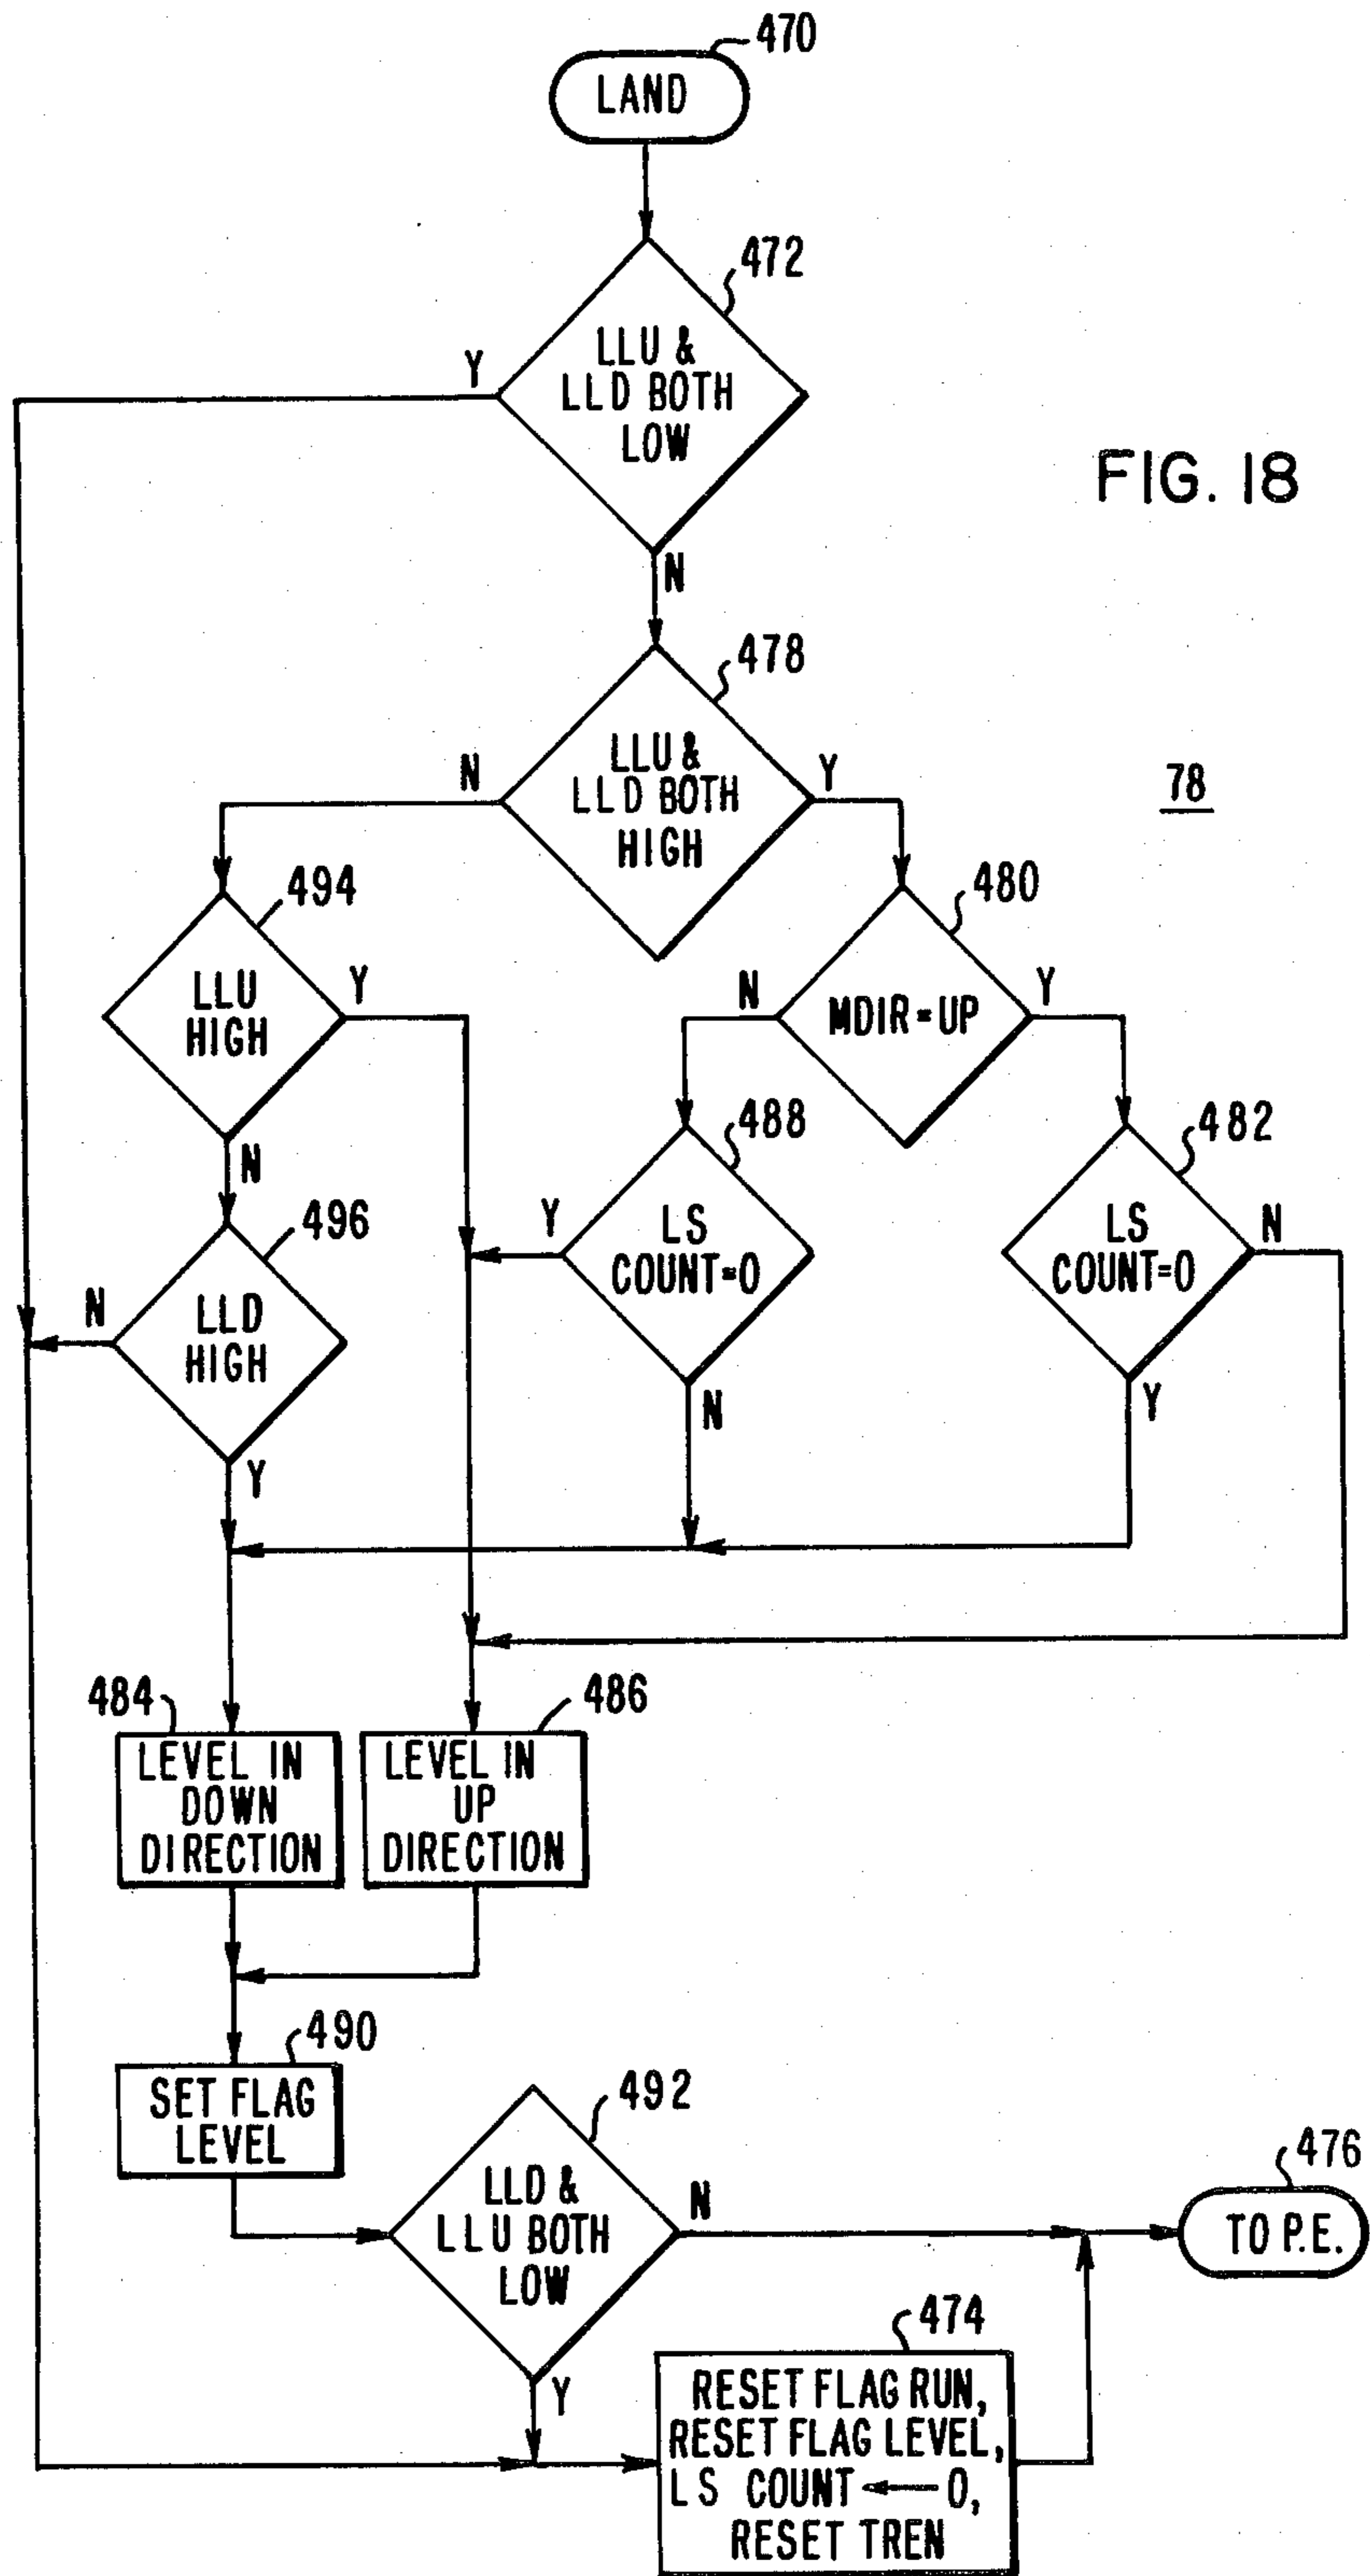 470
LAND
472
Y
LLU &
LLD BOTH
LOW
N
FIG. 18
478
N
LLU &
LLD BOTH
HIGH
Y
78
494
LLU
HIGH
Y
N
480
N
MDIR=UP
Y
488
Y
LS
COUNT=0
N
482
LS
COUNT=0
N
Y
496
N
LLD
HIGH
Y
484
LEVEL IN
DOWN
DIRECTION
486
LEVEL IN
UP
DIRECTION
490
SET FLAG
LEVEL
492
LLD &
LLU BOTH
LOW
N
Y
476
TO P.E.
474
RESET FLAG RUN,
RESET FLAG LEVEL,
LS COUNT ← 0,
RESET TREN